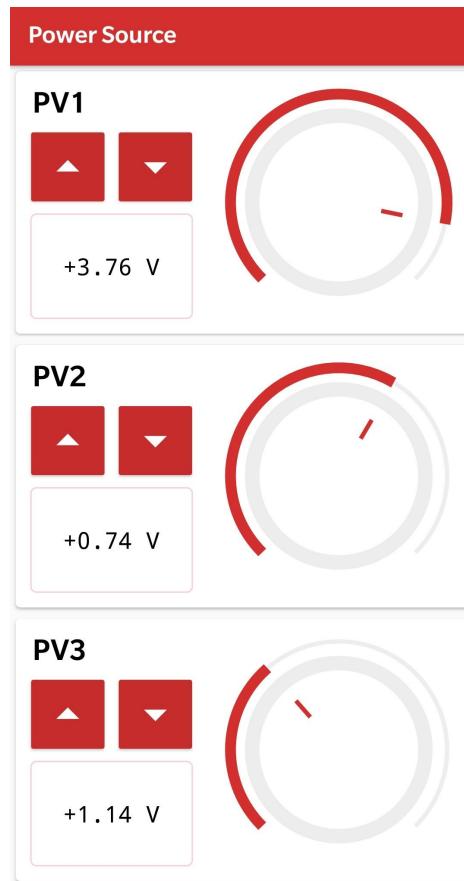 Power Source
PV1
+3.76 V
PV2
+0.74 V
PV3
+1.14 V